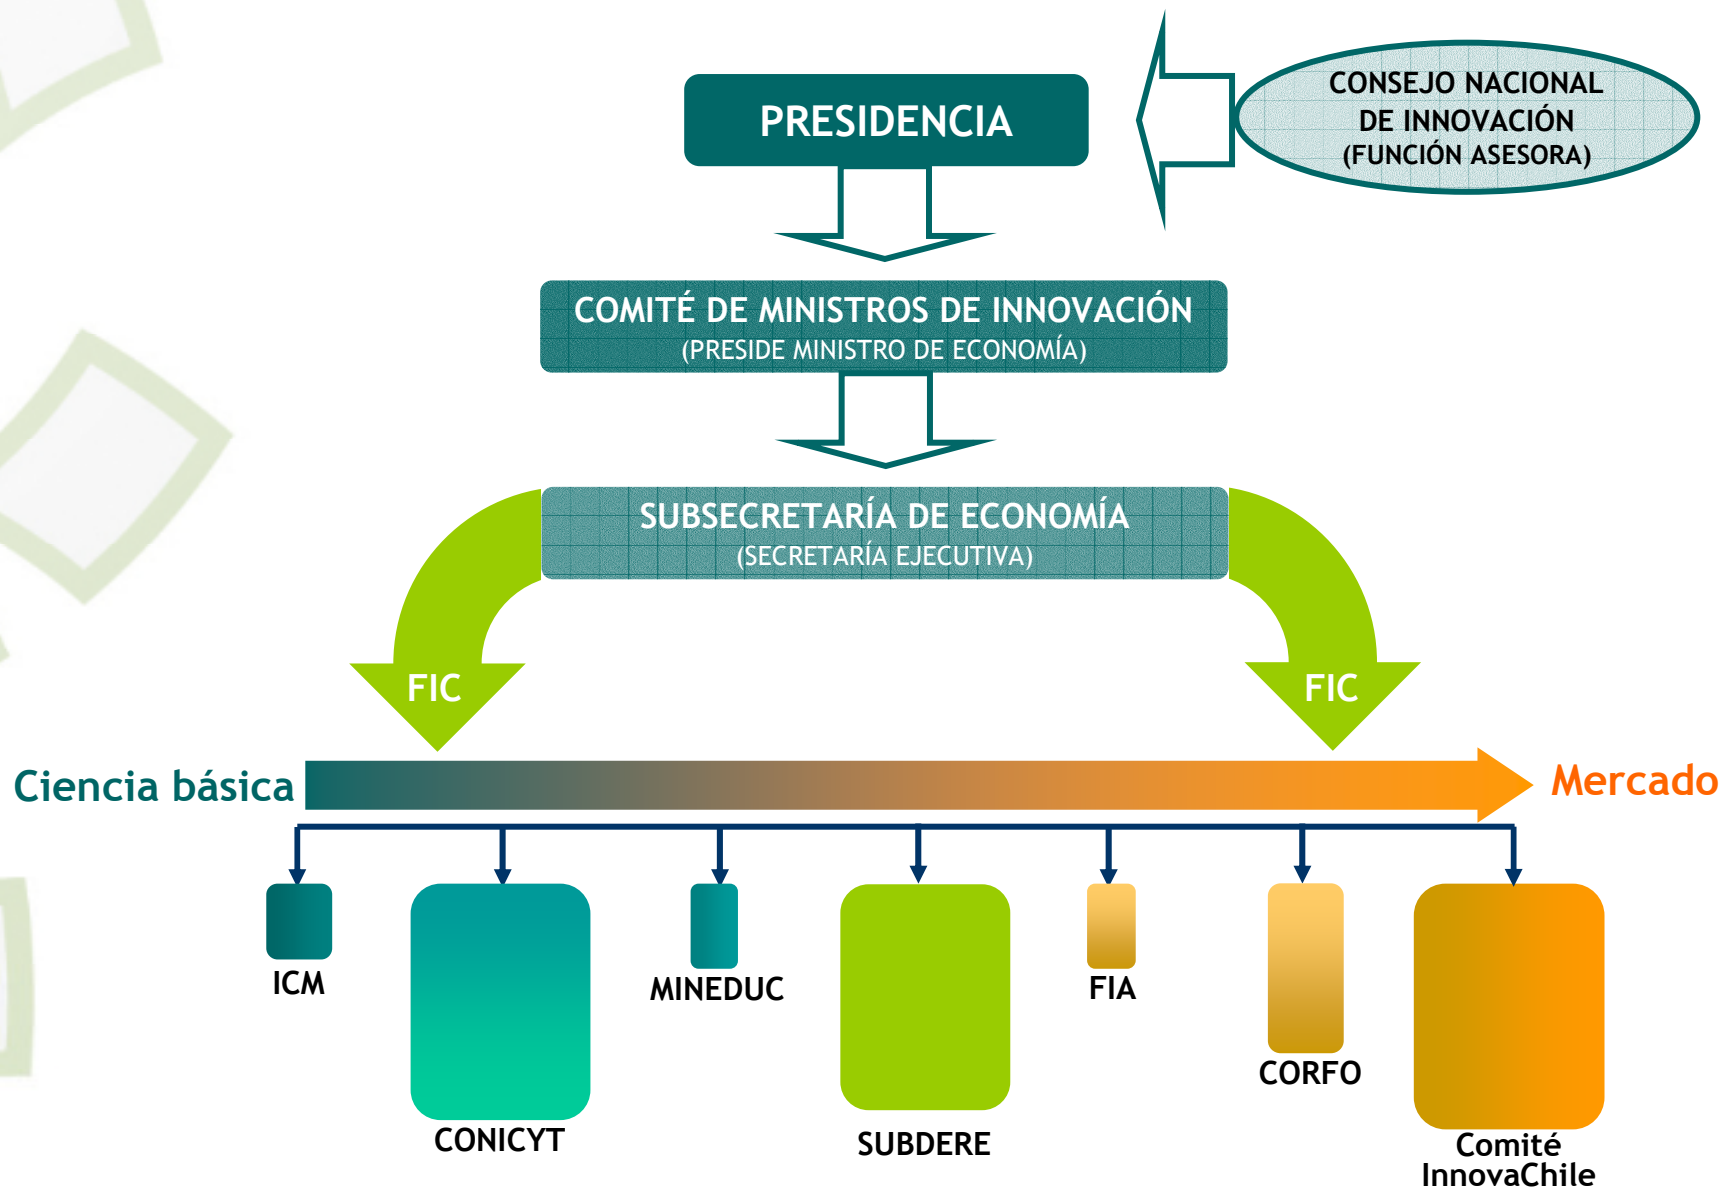 PRESIDENCIA
CONSEJO NACIONAL
DE INNOVACIÓN
(FUNCIÓN ASESORA)
COMITÉ DE MINISTROS DE INNOVACIÓN
(PRESIDE MINISTRO DE ECONOMÍA)
SUBSECRETARÍA DE ECONOMÍA
(SECRETARÍA EJECUTIVA)
FIC
FIC
Ciencia básica
Mercado
ICM
CONICYT
MINEDUC
SUBDERE
FIA
CORFO
Comité
InnovaChile